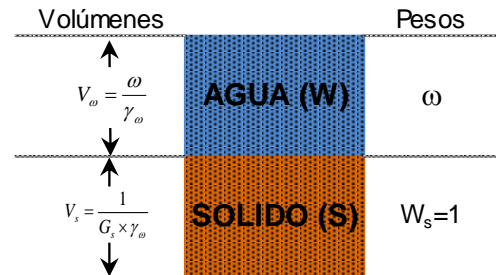 Volúmenes Pesos
V_ω = ω / γ_ω AGUA (W) ω
V_s = 1 / (G_s × γ_ω) SOLIDO (S) W_s=1